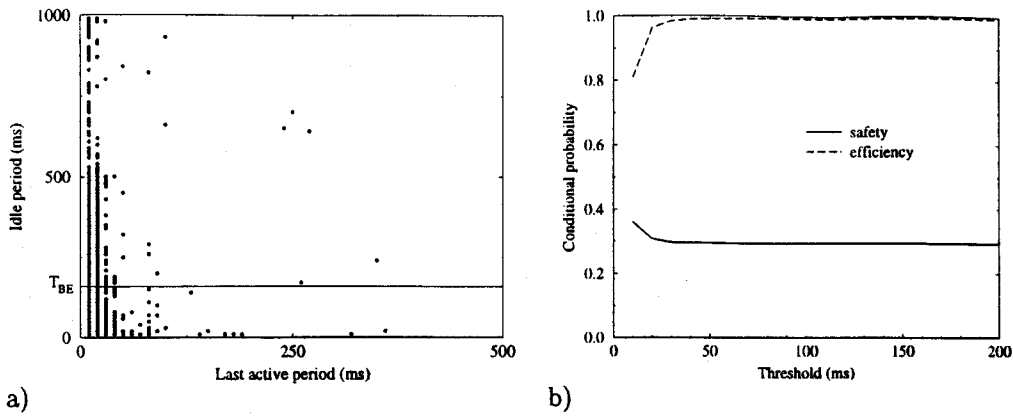 1000
500
T_BE
0
Idle period (ms)
0
250
500
Last active period (ms)
a)
1.0
0.8
0.6
0.4
0.2
0.0
Conditional probability
safety
efficiency
0
50
100
150
200
Threshold (ms)
b)